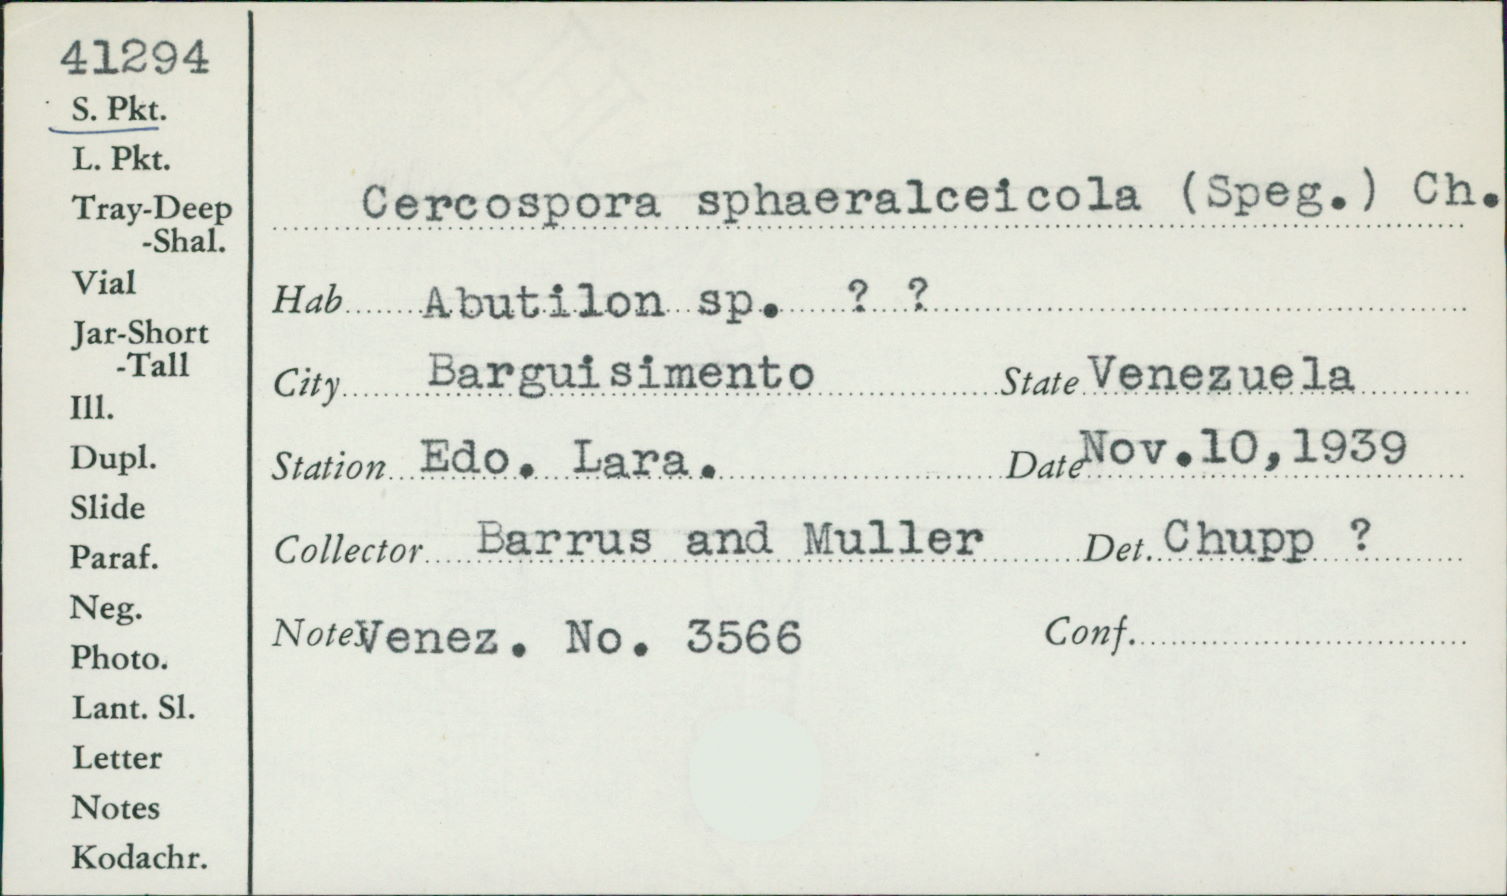 41294
S. Pkt.
L. Pkt.
Tray-Deep
-Shal.
Vial
Jar-Short
-Tall
Ill.
Dupl.
Slide
Paraf.
Neg.
Photo.
Lant. Sl.
Letter
Notes
Kodachr.
Cercospora sphaeralceicola (Speg.) Ch.
Hab Abutilon sp. ? ?
City Barguisimento State Venezuela
Station Edo. Lara. Date Nov.10,1939
Collector Barrus and Muller Det. Chupp ?
Notes Venez. No. 3566 Conf.